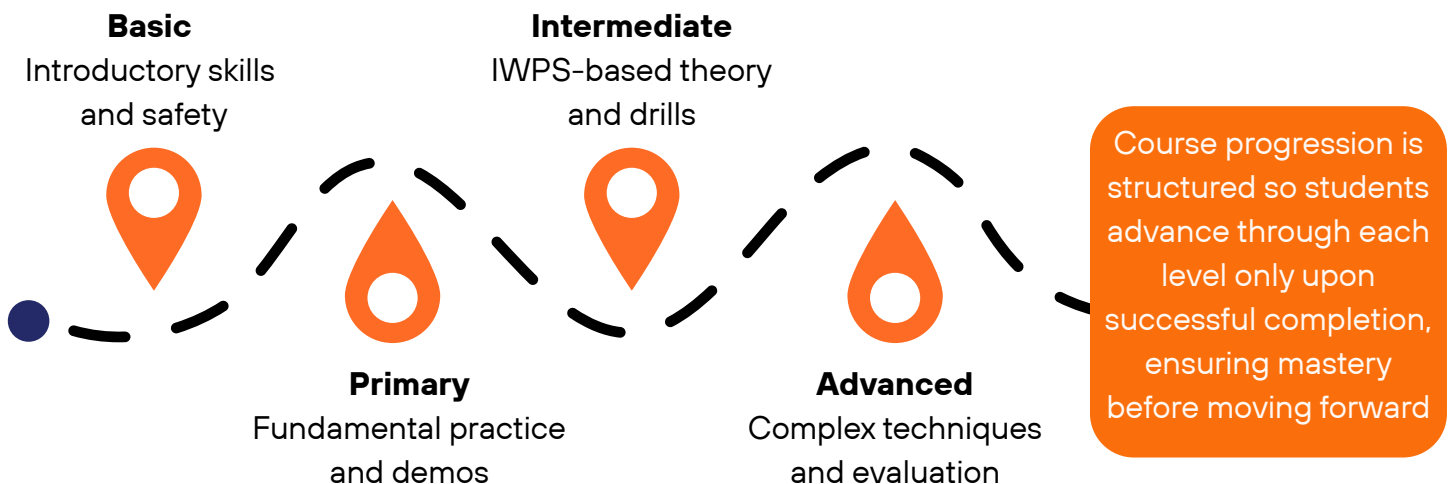 Basic
Introductory skills
and safety
Primary
Fundamental practice
and demos
Intermediate
IWPS-based theory
and drills
Advanced
Complex techniques
and evaluation
Course progression is
structured so students
advance through each
level only upon
successful completion,
ensuring mastery
before moving forward